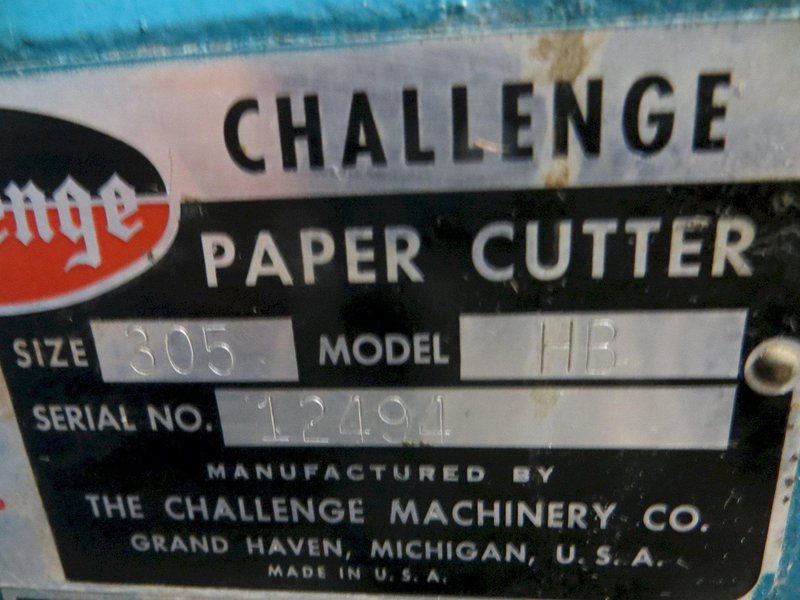 CHALLENGE
enge
PAPER CUTTER
SIZE 305 MODEL HB
SERIAL NO. 12494
MANUFACTURED BY
THE CHALLENGE MACHINERY CO.
GRAND HAVEN, MICHIGAN, U.S.A.
MADE IN U.S.A.